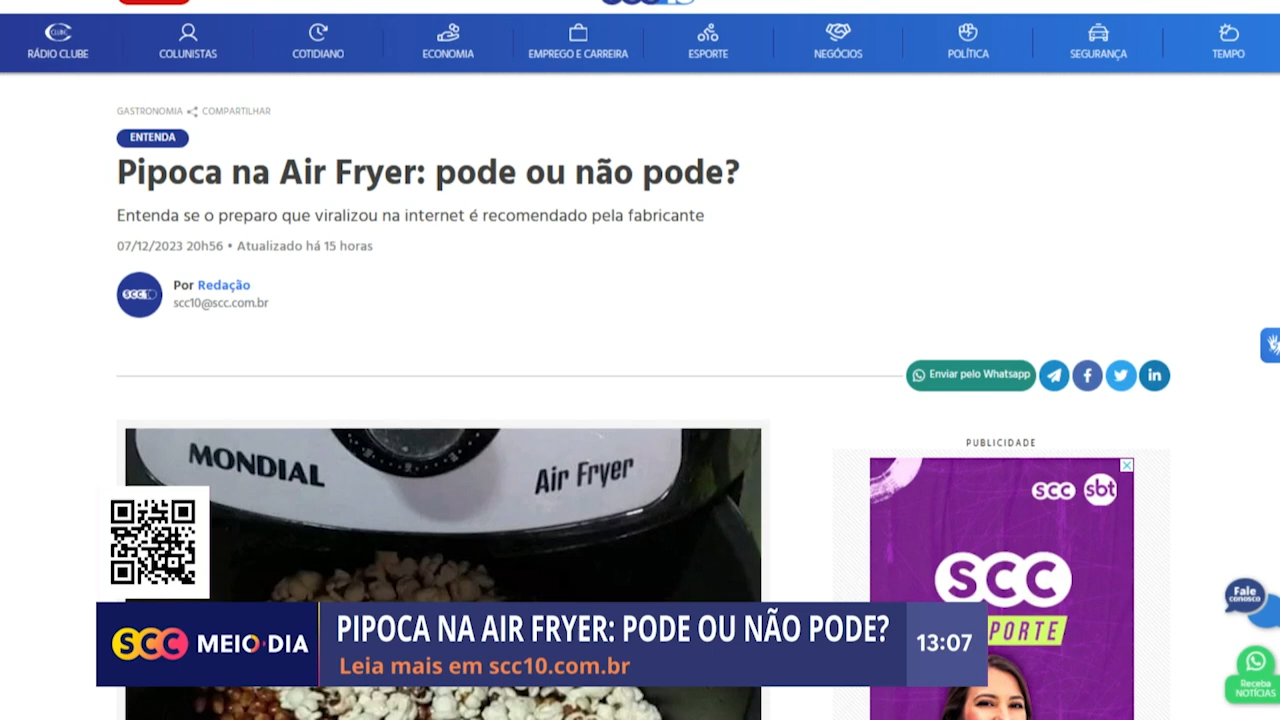 RÁDIO CLUBE
COLUNISTAS
COTIDIANO
ECONOMIA
EMPREGO E CARREIRA
ESPORTE
NEGÓCIOS
POLÍTICA
SEGURANÇA
TEMPO
GASTRONOMIA COMPARTILHAR
ENTENDA
Pipoca na Air Fryer: pode ou não pode?
Entenda se o preparo que viralizou na internet é recomendado pela fabricante
07/12/2023 20h56 • Atualizado há 15 horas
scc10
Por Redação
scc10@scc.com.br
Enviar pelo Whatsapp
PUBLICIDADE
MONDIAL
Air Fryer
scc sbt
SCC
PORTE
Fale
conosco
Receba
NOTÍCIAS
SCC MEIO-DIA
PIPOCA NA AIR FRYER: PODE OU NÃO PODE?
Leia mais em scc10.com.br
13:07